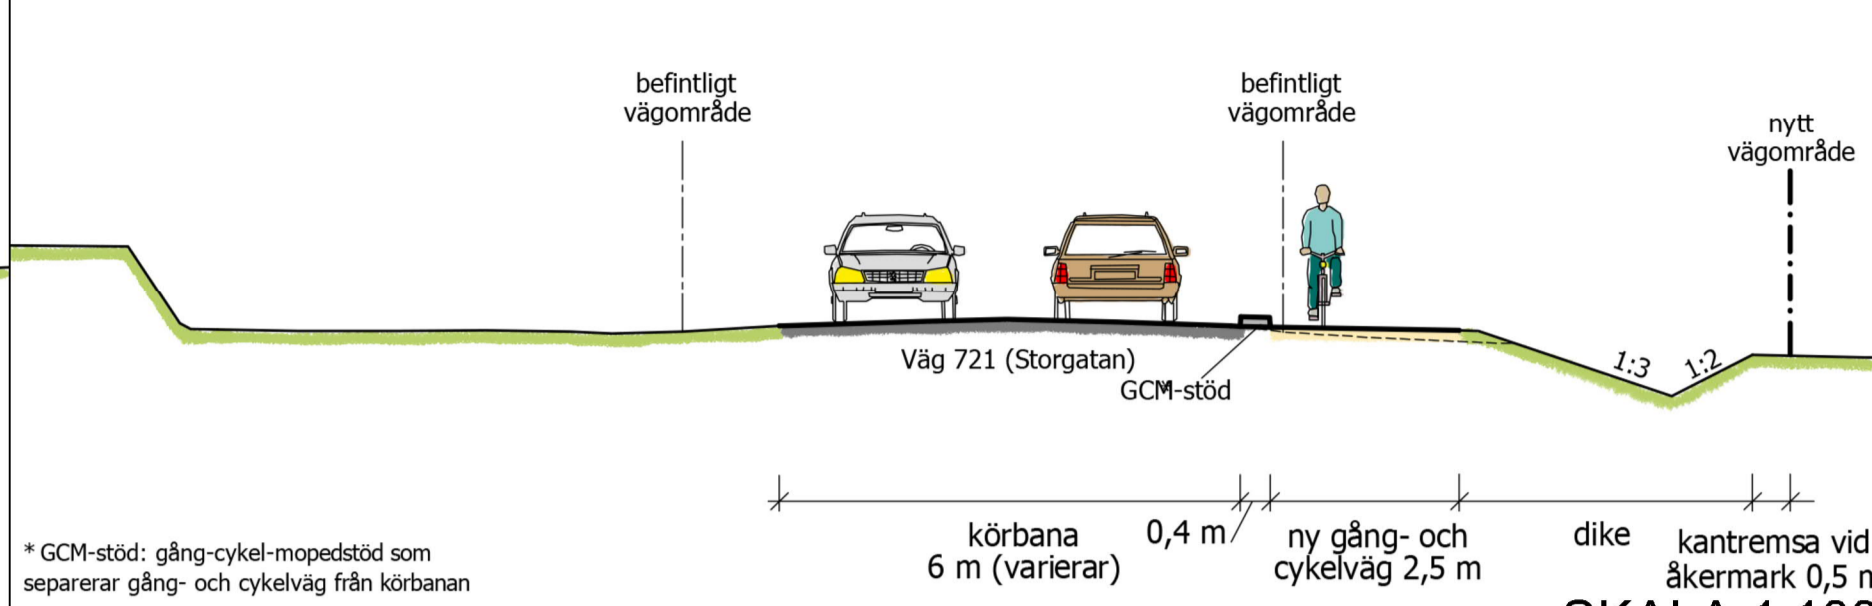 befintligt
vägområde
befintligt
vägområde
nytt
vägområde
Väg 721 (Storgatan)
GCM*-stöd
1:3
1:2
körbana
6 m (varierar)
0,4 m
ny gång- och
cykelväg 2,5 m
dike
kantremsa vid
åkermark 0,5 m
* GCM-stöd: gång-cykel-mopedstöd som
separerar gång- och cykelväg från körbanan